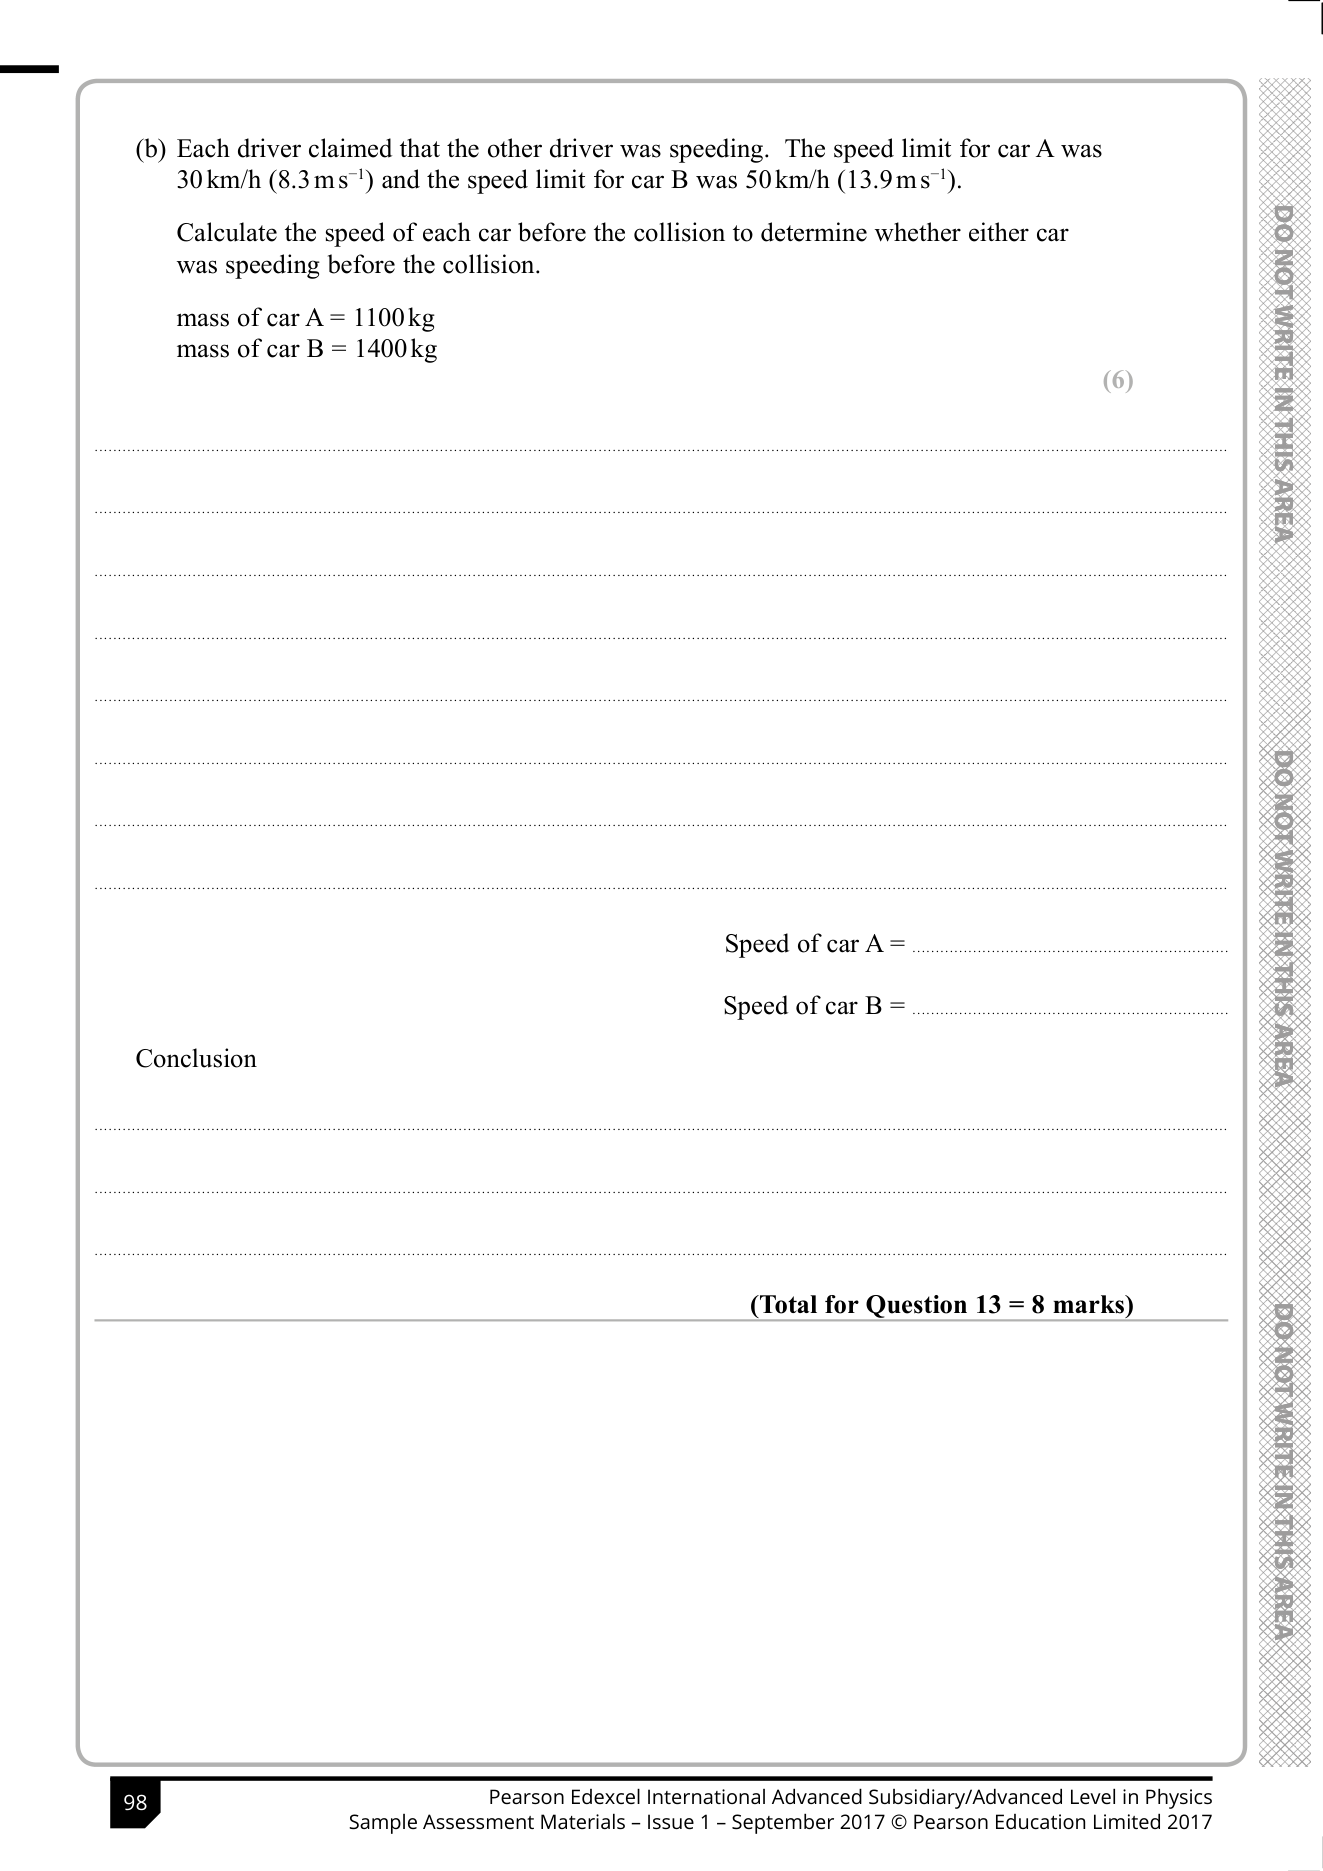 (b) Each driver claimed that the other driver was speeding. The speed limit for car A was
30 km/h (8.3 m s⁻¹) and the speed limit for car B was 50 km/h (13.9 m s⁻¹).
Calculate the speed of each car before the collision to determine whether either car
was speeding before the collision.
mass of car A = 1100 kg
mass of car B = 1400 kg
(6)
Speed of car A =
Speed of car B =
Conclusion
(Total for Question 13 = 8 marks)
DO NOT WRITE IN THIS AREA
DO NOT WRITE IN THIS AREA
DO NOT WRITE IN THIS AREA
98
Pearson Edexcel International Advanced Subsidiary/Advanced Level in Physics
Sample Assessment Materials – Issue 1 – September 2017 © Pearson Education Limited 2017